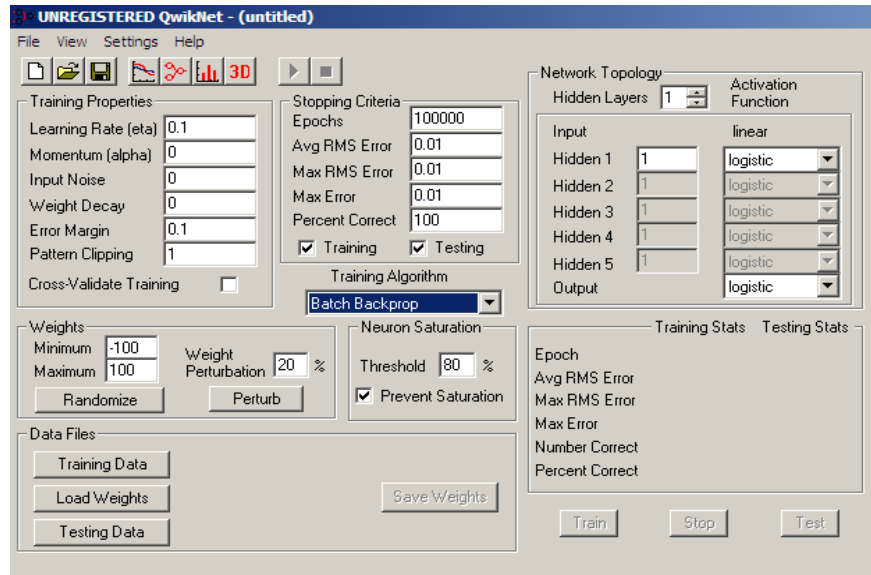 UNREGISTERED QwikNet - (untitled)
File View Settings Help
3D
Training Properties
Learning Rate (eta) 0.1
Momentum (alpha) 0
Input Noise 0
Weight Decay 0
Error Margin 0.1
Pattern Clipping 1
Cross-Validate Training
Stopping Criteria
Epochs 100000
Avg RMS Error 0.01
Max RMS Error 0.01
Max Error 0.01
Percent Correct 100
Training Testing
Training Algorithm
Batch Backprop
Network Topology
Hidden Layers 1 Activation Function
Input linear
Hidden 1 1 logistic
Hidden 2 1 logistic
Hidden 3 1 logistic
Hidden 4 1 logistic
Hidden 5 1 logistic
Output logistic
Weights
Minimum -100
Maximum 100
Weight Perturbation 20 %
Randomize Perturb
Neuron Saturation
Threshold 80 %
Prevent Saturation
Training Stats Testing Stats
Epoch
Avg RMS Error
Max RMS Error
Max Error
Number Correct
Percent Correct
Data Files
Training Data
Load Weights Save Weights
Testing Data
Train Stop Test